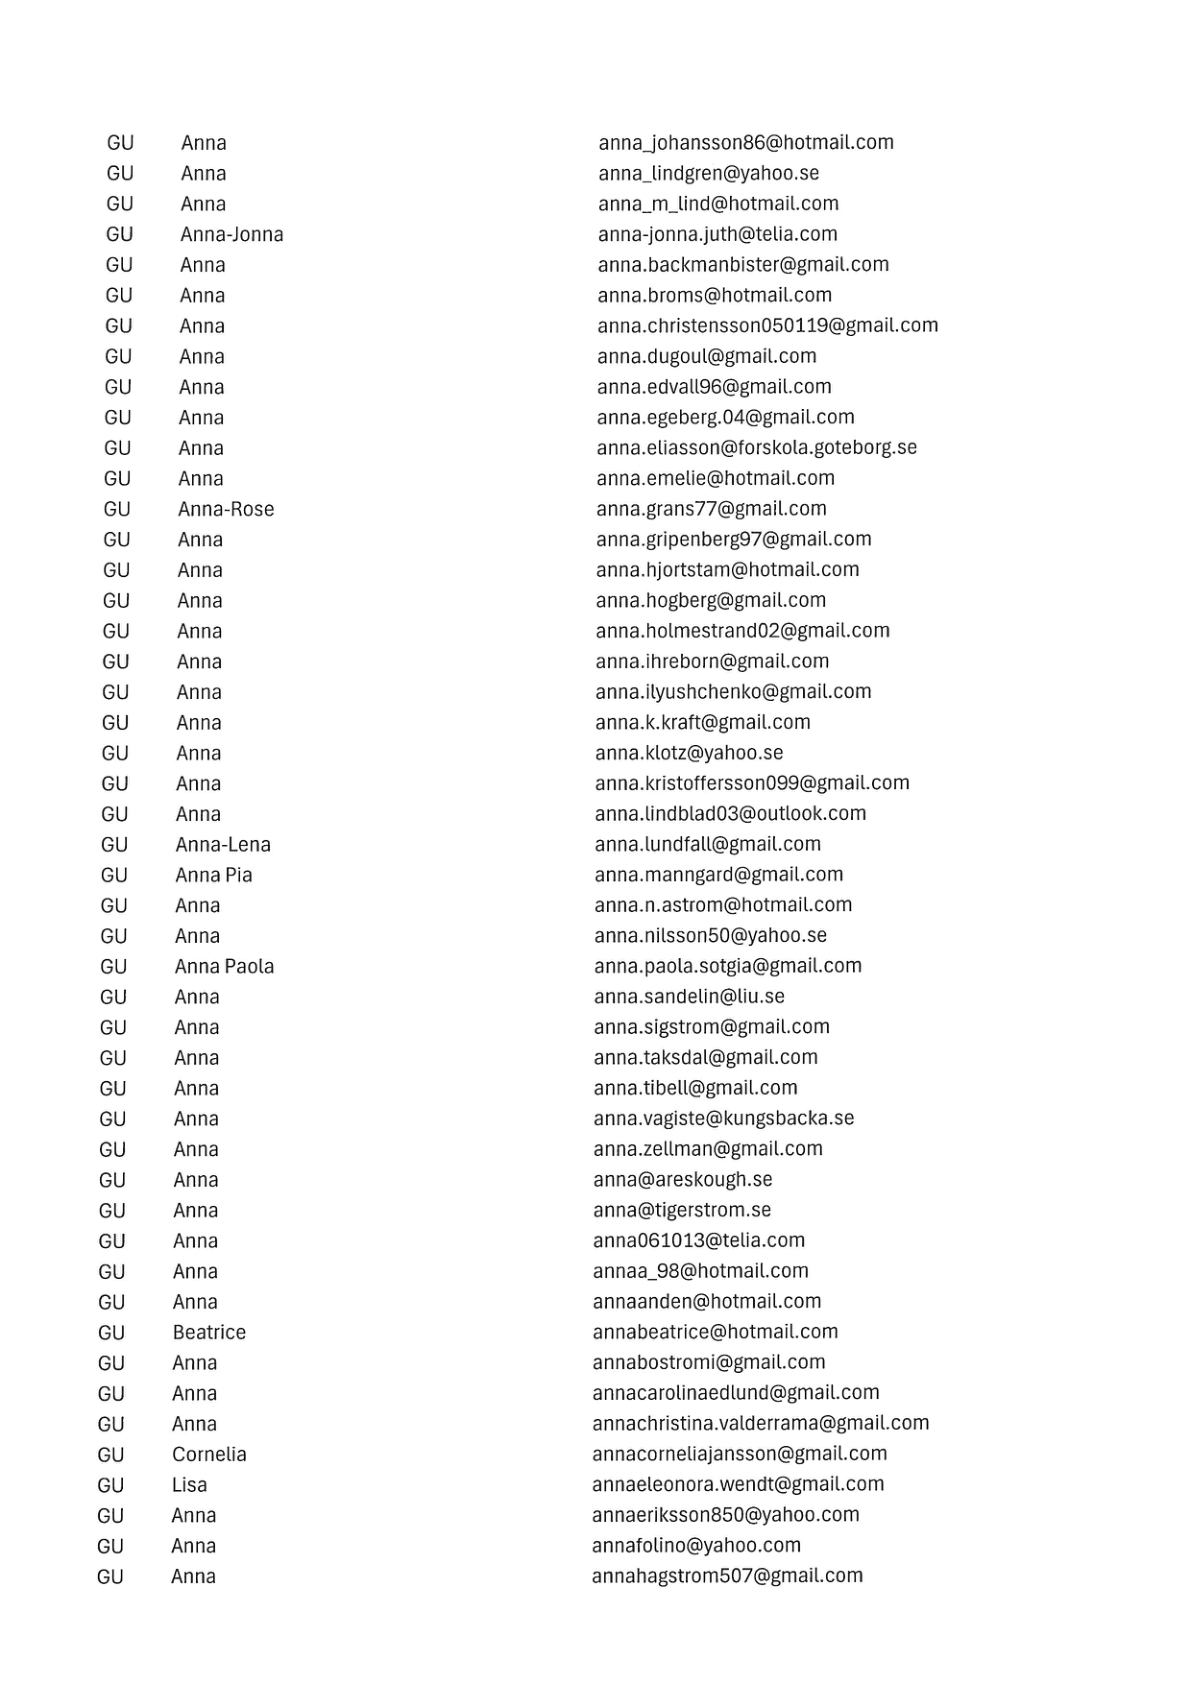 GU Anna anna_johansson86@hotmail.com
GU Anna anna_lindgren@yahoo.se
GU Anna anna_m_lind@hotmail.com
GU Anna-Jonna anna-jonna.juth@telia.com
GU Anna anna.backmanbister@gmail.com
GU Anna anna.broms@hotmail.com
GU Anna anna.christensson050119@gmail.com
GU Anna anna.dugoul@gmail.com
GU Anna anna.edvall96@gmail.com
GU Anna anna.egeberg.04@gmail.com
GU Anna anna.eliasson@forskola.goteborg.se
GU Anna anna.emelie@hotmail.com
GU Anna-Rose anna.grans77@gmail.com
GU Anna anna.gripenberg97@gmail.com
GU Anna anna.hjortstam@hotmail.com
GU Anna anna.hogberg@gmail.com
GU Anna anna.holmestrand02@gmail.com
GU Anna anna.ihreborn@gmail.com
GU Anna anna.ilyushchenko@gmail.com
GU Anna anna.k.kraft@gmail.com
GU Anna anna.klotz@yahoo.se
GU Anna anna.kristoffersson099@gmail.com
GU Anna anna.lindblad03@outlook.com
GU Anna-Lena anna.lundfall@gmail.com
GU Anna Pia anna.manngard@gmail.com
GU Anna anna.n.astrom@hotmail.com
GU Anna anna.nilsson50@yahoo.se
GU Anna Paola anna.paola.sotgia@gmail.com
GU Anna anna.sandelin@liu.se
GU Anna anna.sigstrom@gmail.com
GU Anna anna.taksdal@gmail.com
GU Anna anna.tibell@gmail.com
GU Anna anna.vagiste@kungsbacka.se
GU Anna anna.zellman@gmail.com
GU Anna anna@areskough.se
GU Anna anna@tigerstrom.se
GU Anna anna061013@telia.com
GU Anna annaa_98@hotmail.com
GU Anna annaanden@hotmail.com
GU Beatrice annabeatrice@hotmail.com
GU Anna annabostromi@gmail.com
GU Anna annacarolinaedlund@gmail.com
GU Anna annachristina.valderrama@gmail.com
GU Cornelia annacorneliajansson@gmail.com
GU Lisa annaeleonora.wendt@gmail.com
GU Anna annaeriksson850@yahoo.com
GU Anna annafolino@yahoo.com
GU Anna annahagstrom507@gmail.com